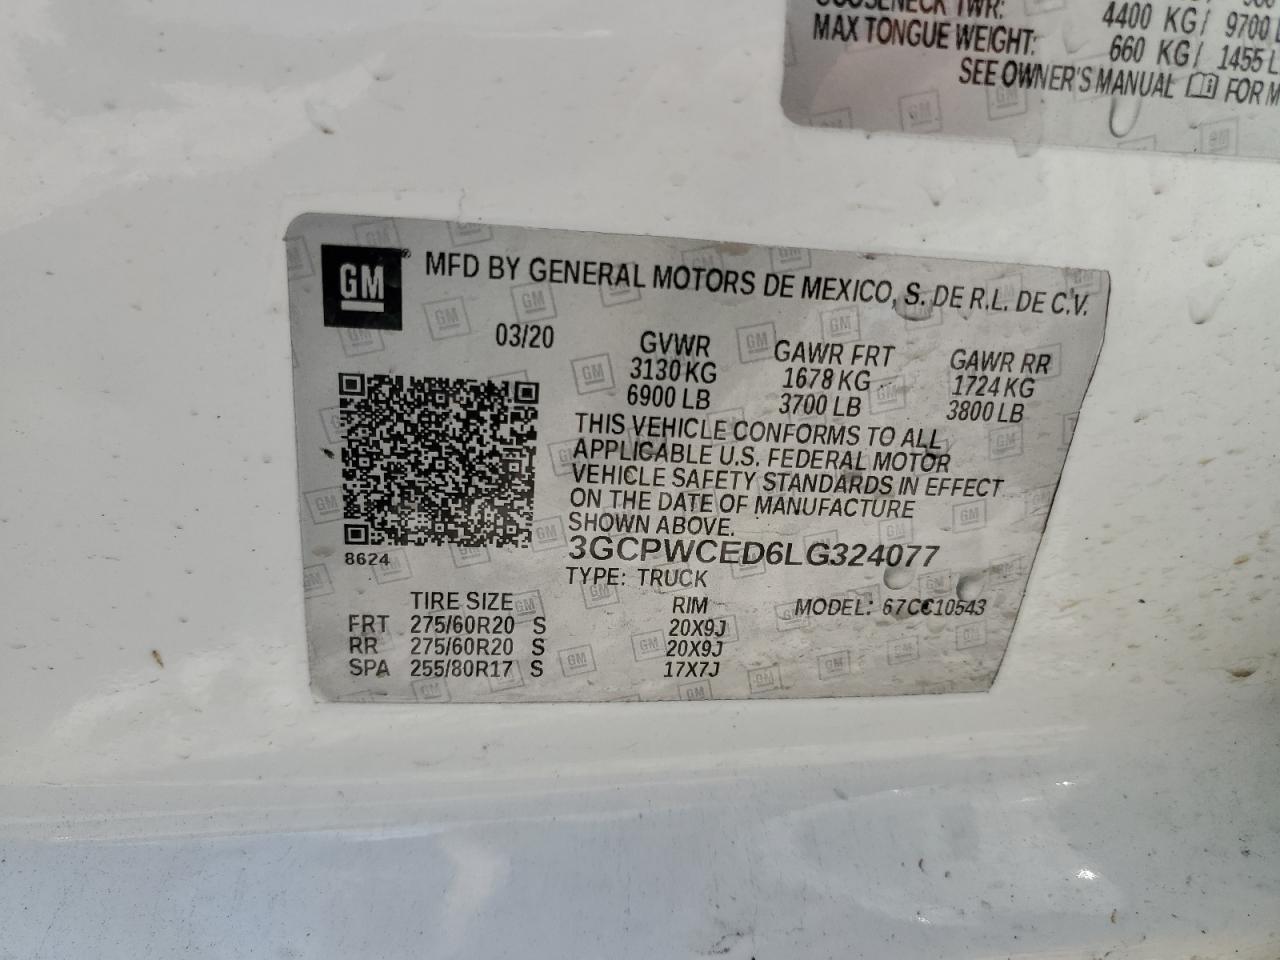 GOOSENECK TWR:
4400 KG/ 9700 L
MAX TONGUE WEIGHT:
660 KG/ 1455 L
SEE OWNER'S MANUAL FOR M
GM
MFD BY GENERAL MOTORS DE MEXICO, S. DE R.L. DE C.V.
03/20
GVWR GAWR FRT GAWR RR
3130 KG 1678 KG 1724 KG
6900 LB 3700 LB 3800 LB
THIS VEHICLE CONFORMS TO ALL
APPLICABLE U.S. FEDERAL MOTOR
VEHICLE SAFETY STANDARDS IN EFFECT
ON THE DATE OF MANUFACTURE
SHOWN ABOVE.
3GCPWCED6LG324077
8624
TYPE: TRUCK
MODEL: 67CC10543
TIRE SIZE RIM
FRT 275/60R20 S 20X9J
RR 275/60R20 S 20X9J
SPA 255/80R17 S 17X7J